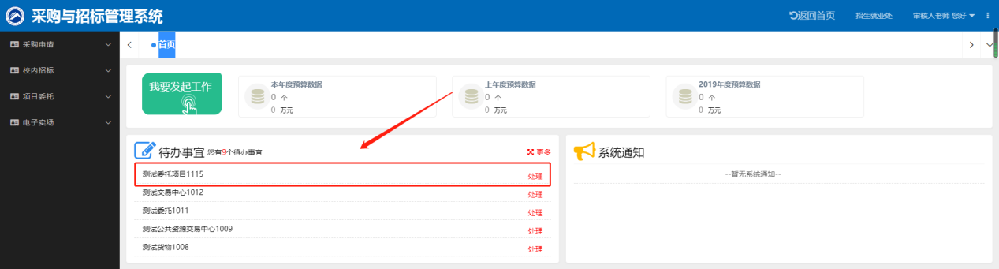 采购与招标管理系统
返回首页
招生就业处
审核人老师 您好
采购申请
校内招标
项目委托
电子卖场
首页
我要发起工作
本年度预算数据
0 个
0 万元
上年度预算数据
0 个
0 万元
2019年度预算数据
0 个
0 万元
待办事宜 您有9个待办事宜
更多
测试委托项目1115 处理
测试交易中心1012 处理
测试委托1011 处理
测试公共资源交易中心1009 处理
测试货物1008 处理
系统通知
--暂无系统通知--